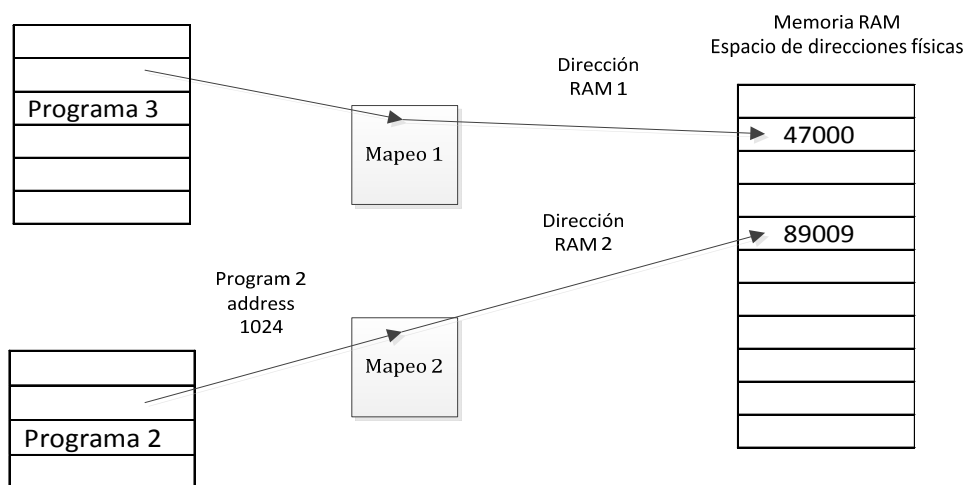 Memoria RAM
Espacio de direcciones físicas
Dirección
RAM 1
Programa 3
Mapeo 1
47000
Dirección
RAM 2
89009
Program 2
address
1024
Mapeo 2
Programa 2